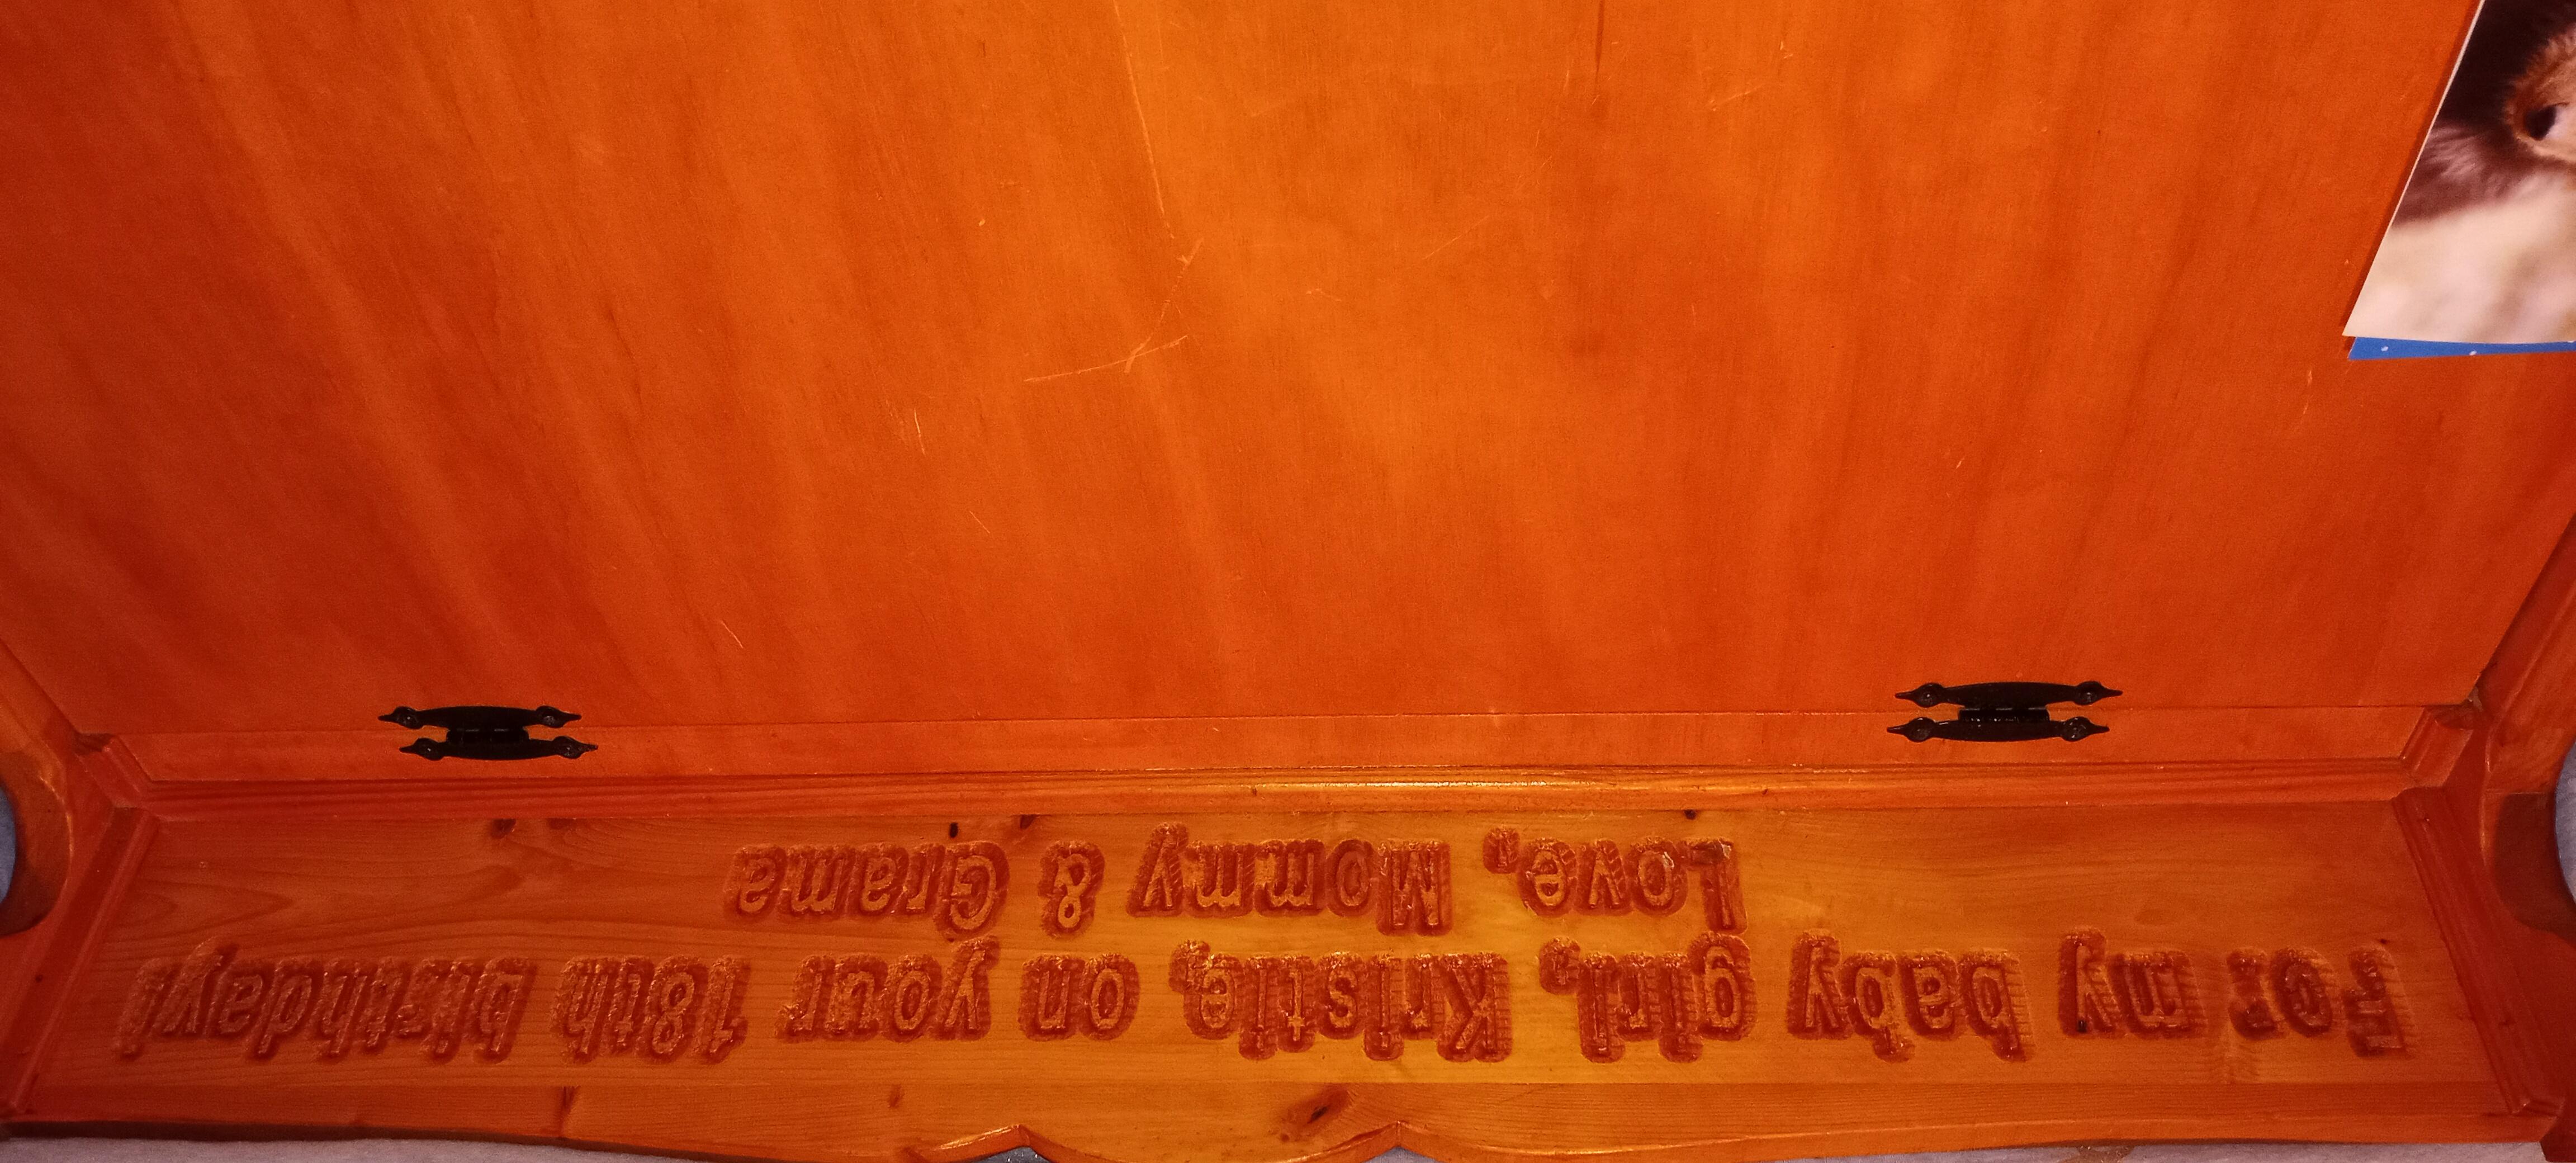 For my baby girl, Kristie, on your 18th birthday!
Love, Mommy & Grama